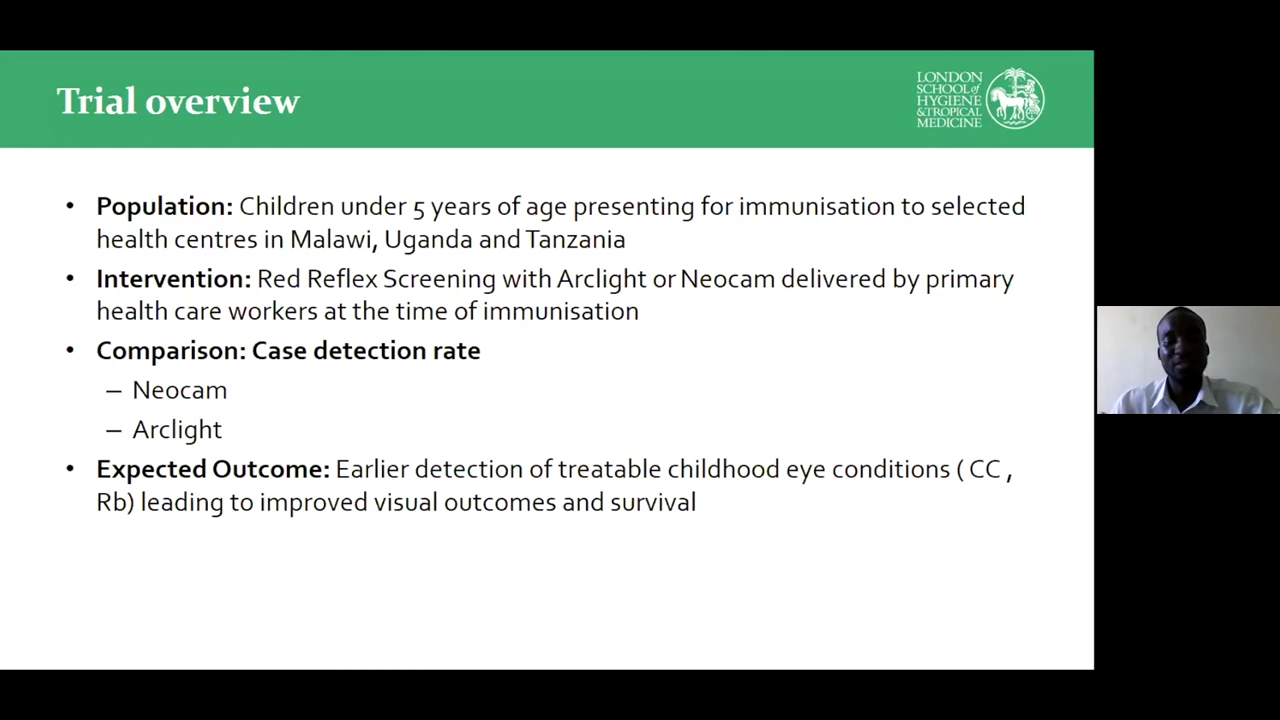 Trial overview
LONDON
SCHOOL of
HYGIENE
& TROPICAL
MEDICINE
• Population: Children under 5 years of age presenting for immunisation to selected
health centres in Malawi, Uganda and Tanzania
• Intervention: Red Reflex Screening with Arclight or Neocam delivered by primary
health care workers at the time of immunisation
• Comparison: Case detection rate
– Neocam
– Arclight
• Expected Outcome: Earlier detection of treatable childhood eye conditions ( CC ,
Rb) leading to improved visual outcomes and survival